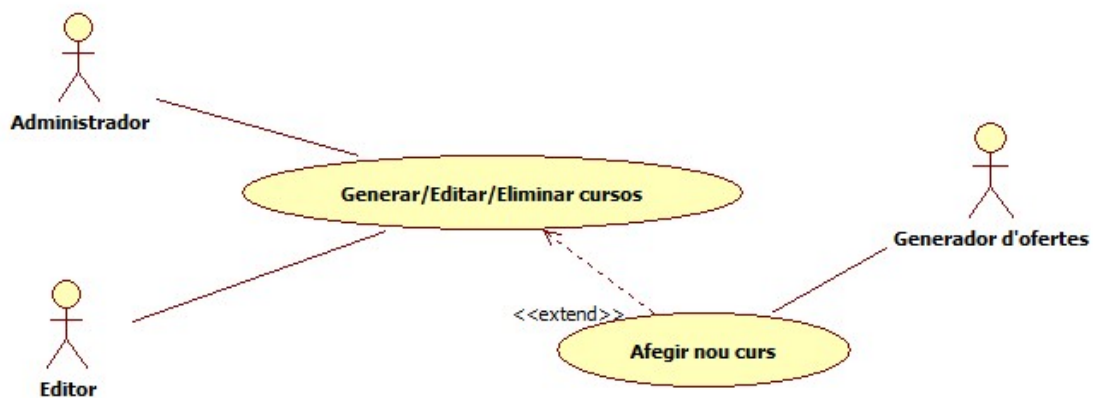 Administrador
Generar/Editar/Eliminar cursos
Generador d'ofertes
<<extend>>
Afegir nou curs
Editor